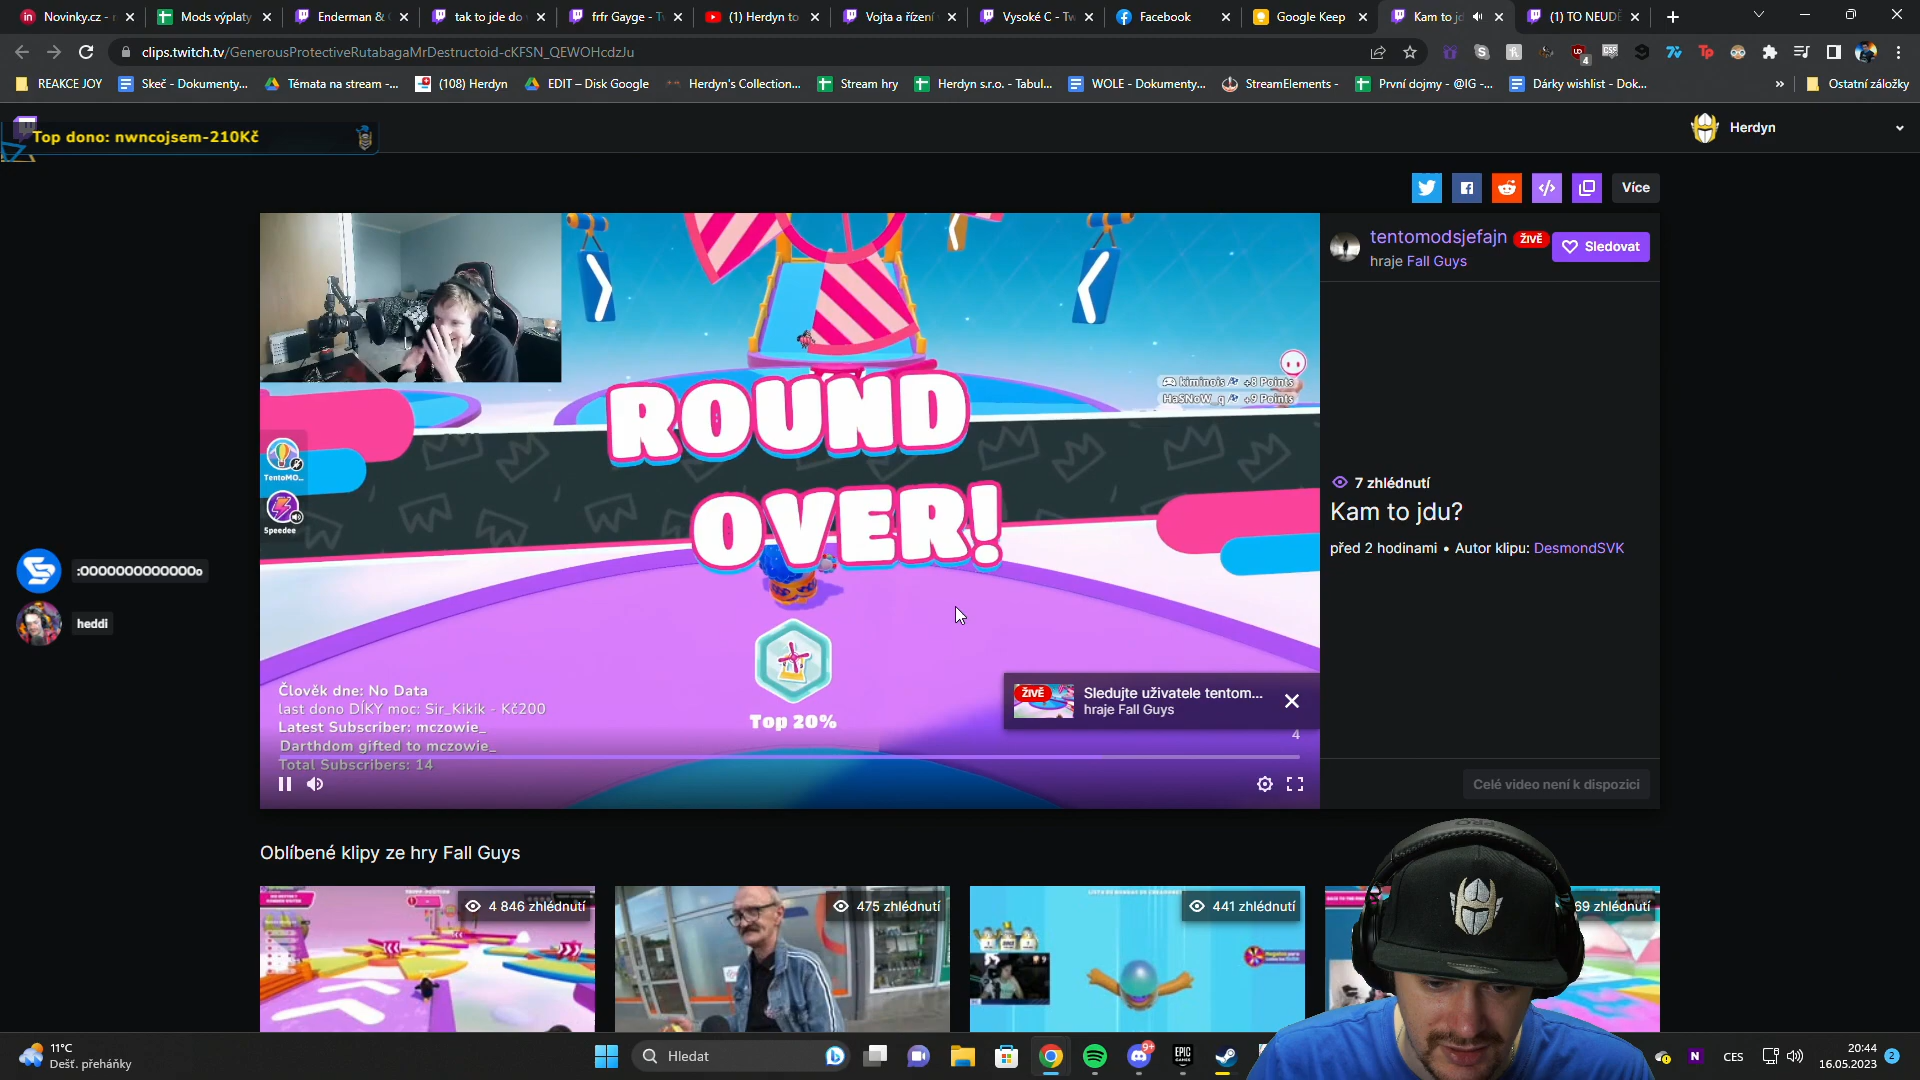 Novinky.cz -
Mods výplaty
Enderman &
tak to jde do
frfr Gayge - Tw
(1) Herdyn to
Vojta a řízení
Vysoké C - Tw
Facebook
Google Keep
Kam to jd
(1) TO NEUDĚ
clips.twitch.tv/GenerousProtectiveRutabagaMrDestructoid-cKFSN_QEWOHcdzJu
REAKCE JOY
Skeč - Dokumenty...
Témata na stream -...
(108) Herdyn
EDIT – Disk Google
Herdyn's Collection...
Stream hry
Herdyn s.r.o. - Tabul...
WOLE - Dokumenty...
StreamElements -
První dojmy - @IG -...
Dárky wishlist - Dok...
»
Ostatní záložky
Top dono: nwncojsem-210Kč
Herdyn
Více
tentomodsjefajn
ŽIVĚ
Sledovat
hraje Fall Guys
ROUND
OVER!
kiminois +8 Points
HaSNoW_q +9 Points
TentoMO...
Speedee
7 zhlédnutí
Kam to jdu?
před 2 hodinami • Autor klipu: DesmondSVK
:OOOOOOOOOOOOOo
heddi
Člověk dne: No Data
last dono DÍKY moc: Sir_Kikik - Kč200
Latest Subscriber: mczowie_
Darthdom gifted to mczowie_
Total Subscribers: 14
Top 20%
ŽIVĚ
Sledujte uživatele tentom...
hraje Fall Guys
4
Celé video není k dispozici
Oblíbené klipy ze hry Fall Guys
4 846 zhlédnutí
475 zhlédnutí
441 zhlédnutí
69 zhlédnutí
11°C
Dešť. přeháňky
Hledat
EPIC
GAMES
9+
N
CES
20:44
16.05.2023
2